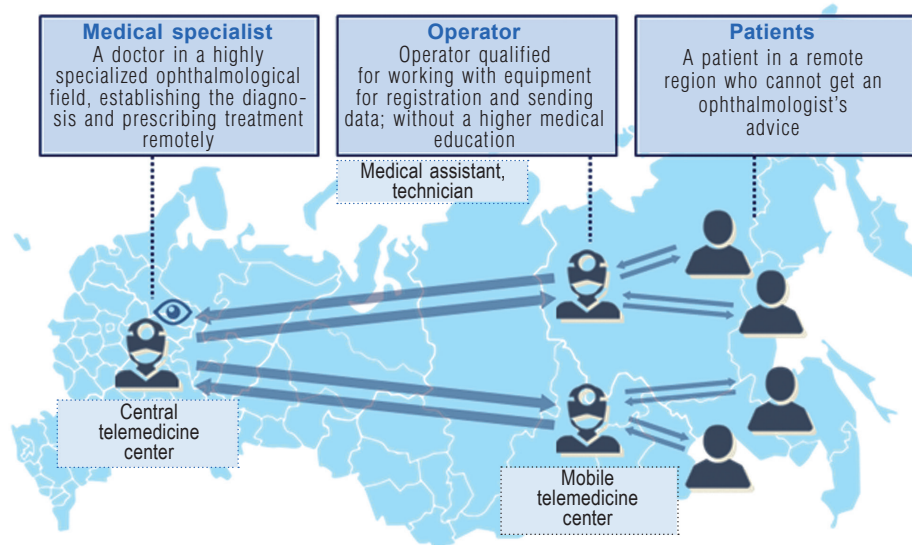 Medical specialist
A doctor in a highly
specialized ophthalmological
field, establishing the diagno-
sis and prescribing treatment
remotely
Operator
Operator qualified
for working with equipment
for registration and sending
data; without a higher medical
education
Patients
A patient in a remote
region who cannot get an
ophthalmologist’s
advice
Medical assistant,
technician
Central
telemedicine
center
Mobile
telemedicine
center